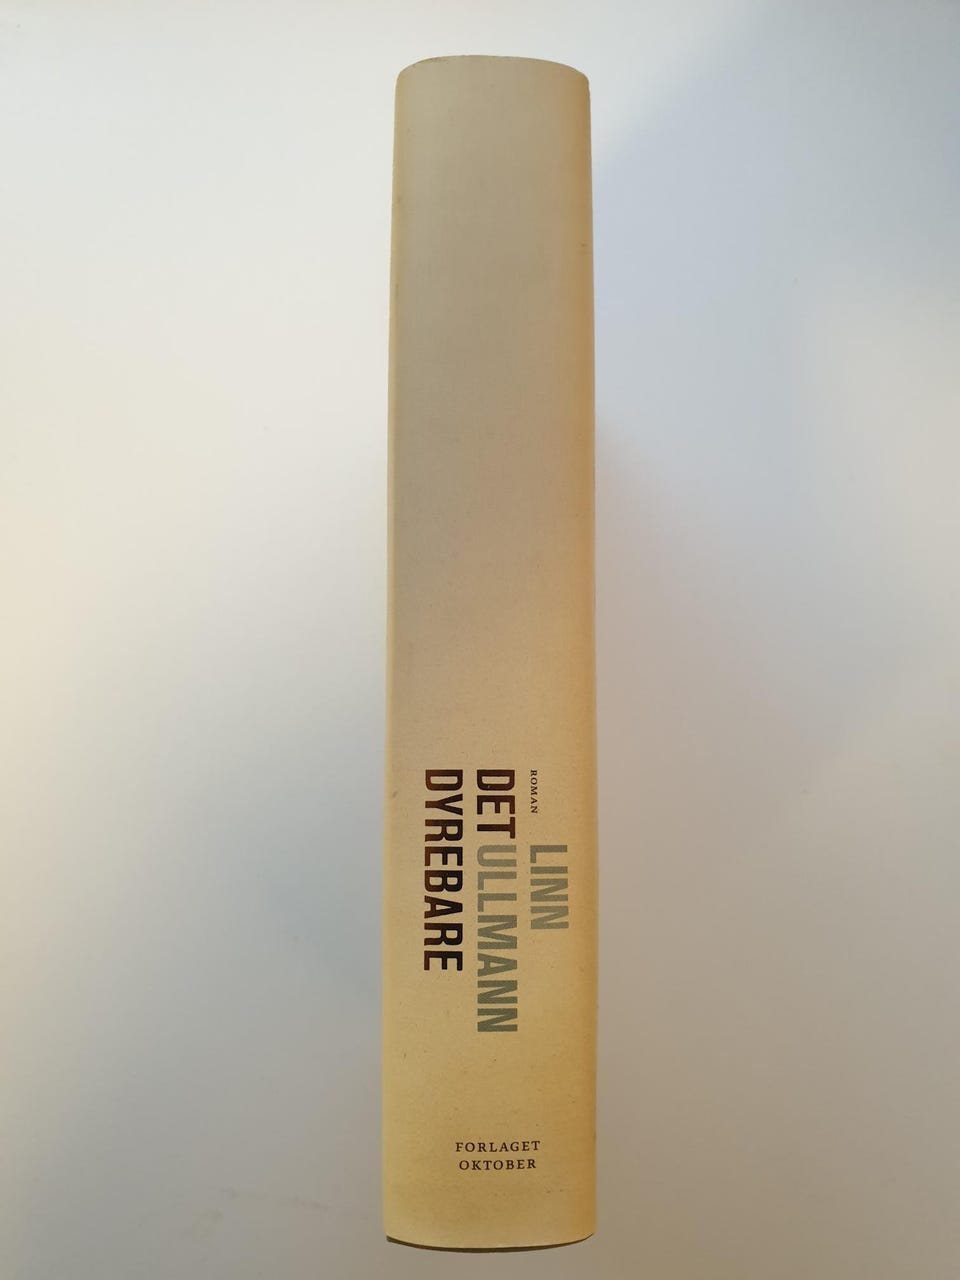 ROMAN
LINN
DET ULLMANN
DYREBARE
FORLAGET
OKTOBER